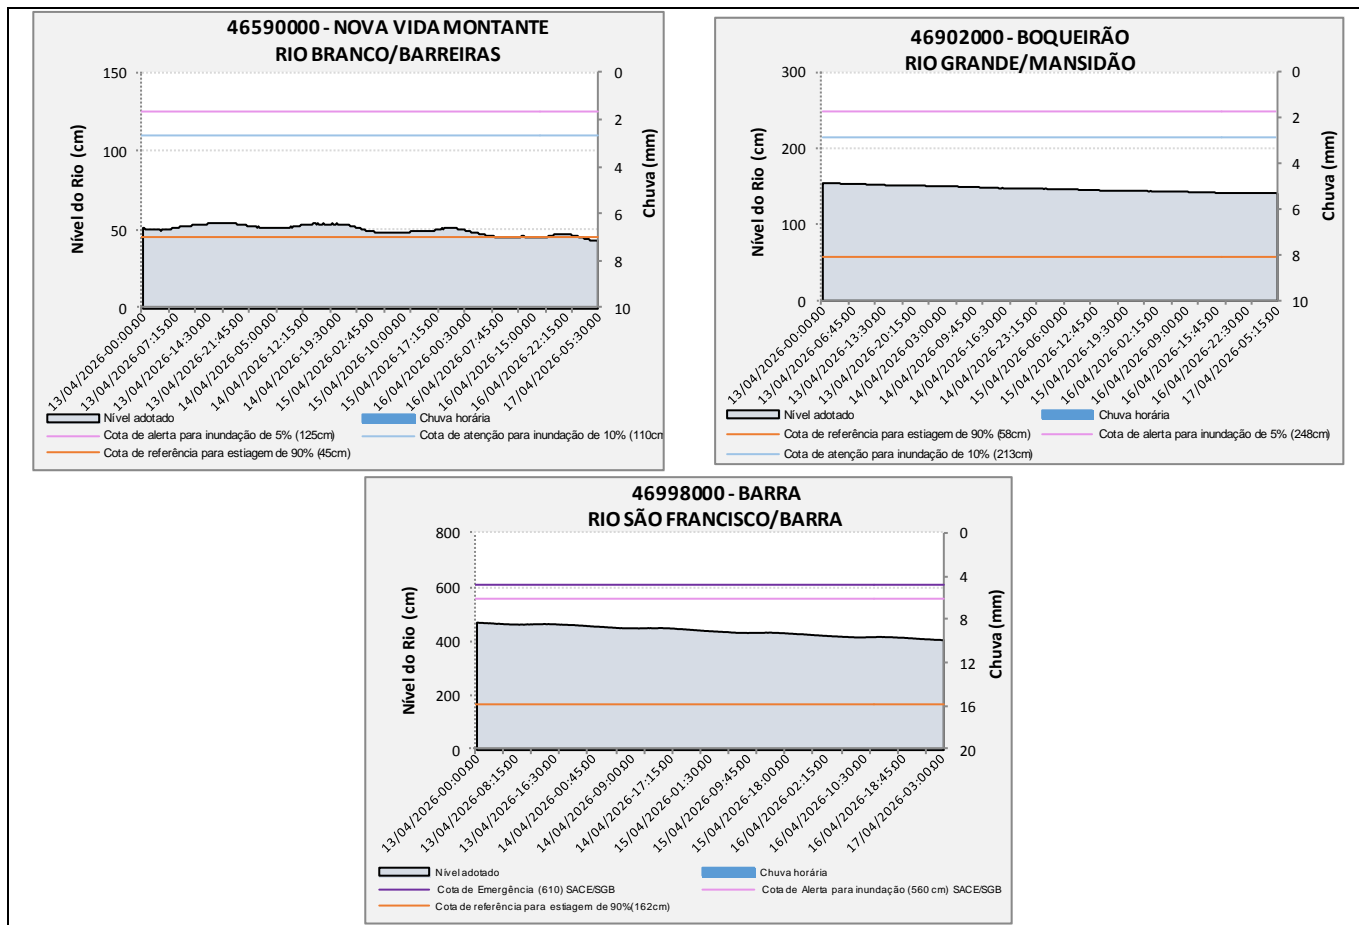 46590000 - NOVA VIDA MONTANTE
RIO BRANCO/BARREIRAS
Nível do Rio (cm)
150
100
50
0
0
2
4
6
8
10
Chuva (mm)
13/04/2026-00:00:00
13/04/2026-07:15:00
13/04/2026-14:30:00
13/04/2026-21:45:00
14/04/2026-05:00:00
14/04/2026-12:15:00
14/04/2026-19:30:00
15/04/2026-02:45:00
15/04/2026-10:00:00
15/04/2026-17:15:00
16/04/2026-00:30:00
16/04/2026-07:45:00
16/04/2026-15:00:00
16/04/2026-22:15:00
17/04/2026-05:30:00
Nível adotado
Chuva horária
Cota de alerta para inundação de 5% (125cm)
Cota de atenção para inundação de 10% (110cm
Cota de referência para estiagem de 90% (45cm)
46902000 - BOQUEIRÃO
RIO GRANDE/MANSIDÃO
Nível do Rio (cm)
300
200
100
0
0
2
4
6
8
10
Chuva (mm)
13/04/2026-00:00:00
13/04/2026-06:45:00
13/04/2026-13:30:00
13/04/2026-20:15:00
14/04/2026-03:00:00
14/04/2026-09:45:00
14/04/2026-16:30:00
14/04/2026-23:15:00
15/04/2026-06:00:00
15/04/2026-12:45:00
15/04/2026-19:30:00
16/04/2026-02:15:00
16/04/2026-09:00:00
16/04/2026-15:45:00
16/04/2026-22:30:00
17/04/2026-05:15:00
Nível adotado
Chuva horária
Cota de referência para estiagem de 90% (58cm)
Cota de alerta para inundação de 5% (248cm)
Cota de atenção para inundação de 10% (213cm)
46998000 - BARRA
RIO SÃO FRANCISCO/BARRA
Nível do Rio (cm)
800
600
400
200
0
0
4
8
12
16
20
Chuva (mm)
13/04/2026-00:00:00
13/04/2026-08:15:00
13/04/2026-16:30:00
14/04/2026-00:45:00
14/04/2026-09:00:00
14/04/2026-17:15:00
15/04/2026-01:30:00
15/04/2026-09:45:00
15/04/2026-18:00:00
16/04/2026-02:15:00
16/04/2026-10:30:00
16/04/2026-18:45:00
17/04/2026-03:00:00
Nível adotado
Chuva horária
Cota de Emergência (610) SACE/SGB
Cota de Alerta para inundação (560 cm) SACE/SGB
Cota de referência para estiagem de 90%(162cm)